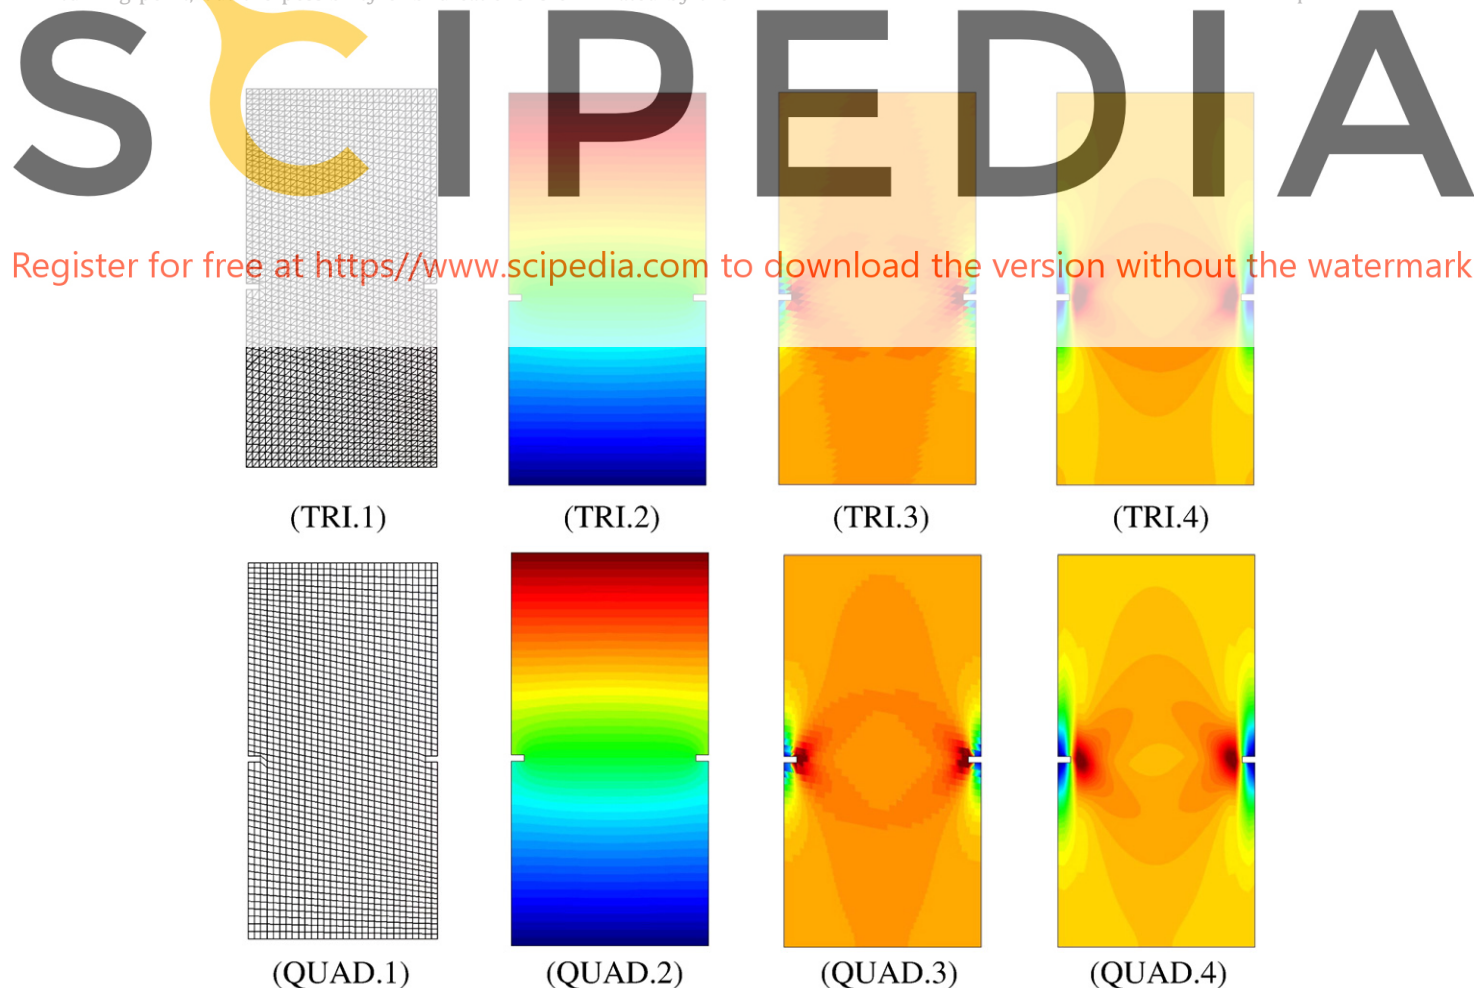 SCIPEDIA
Register for free at https//www.scipedia.com to download the version without the watermark
(TRI.1) (TRI.2) (TRI.3) (TRI.4)
(QUAD.1) (QUAD.2) (QUAD.3) (QUAD.4)